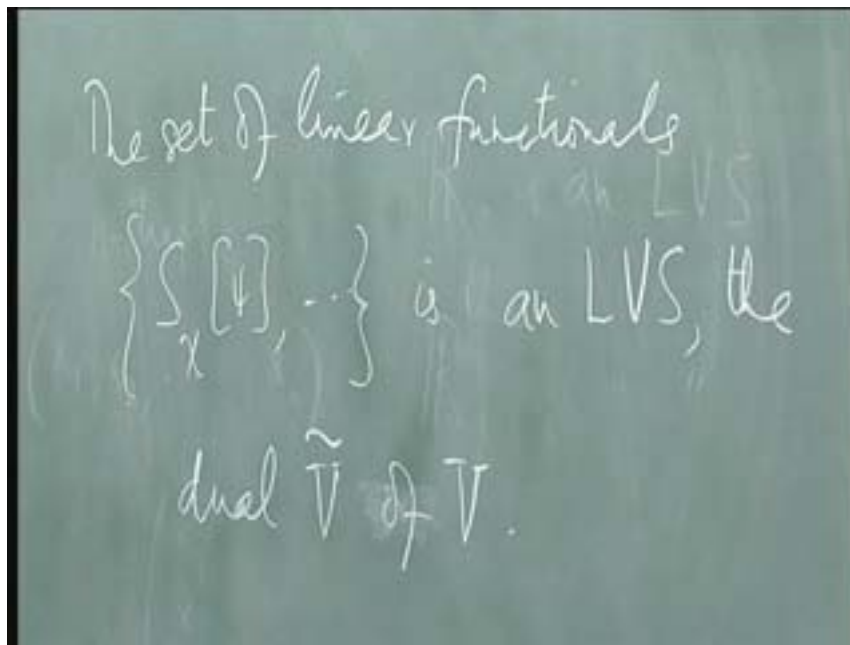 The set of linear functionals
{S_χ[ψ], ...} is an LVS, the
dual Ṽ of V.